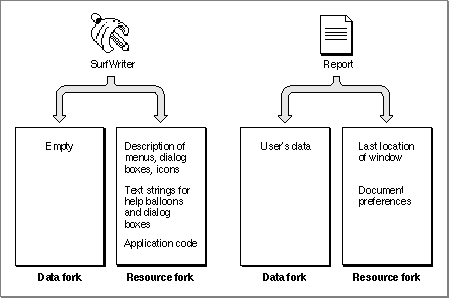 SurfWriter
Report
Empty
Description of
menus, dialog
boxes, icons
Text strings for
help balloons
and dialog
boxes
Application code
User's data
Last location
of window
Document
preferences
Data fork
Resource fork
Data fork
Resource fork